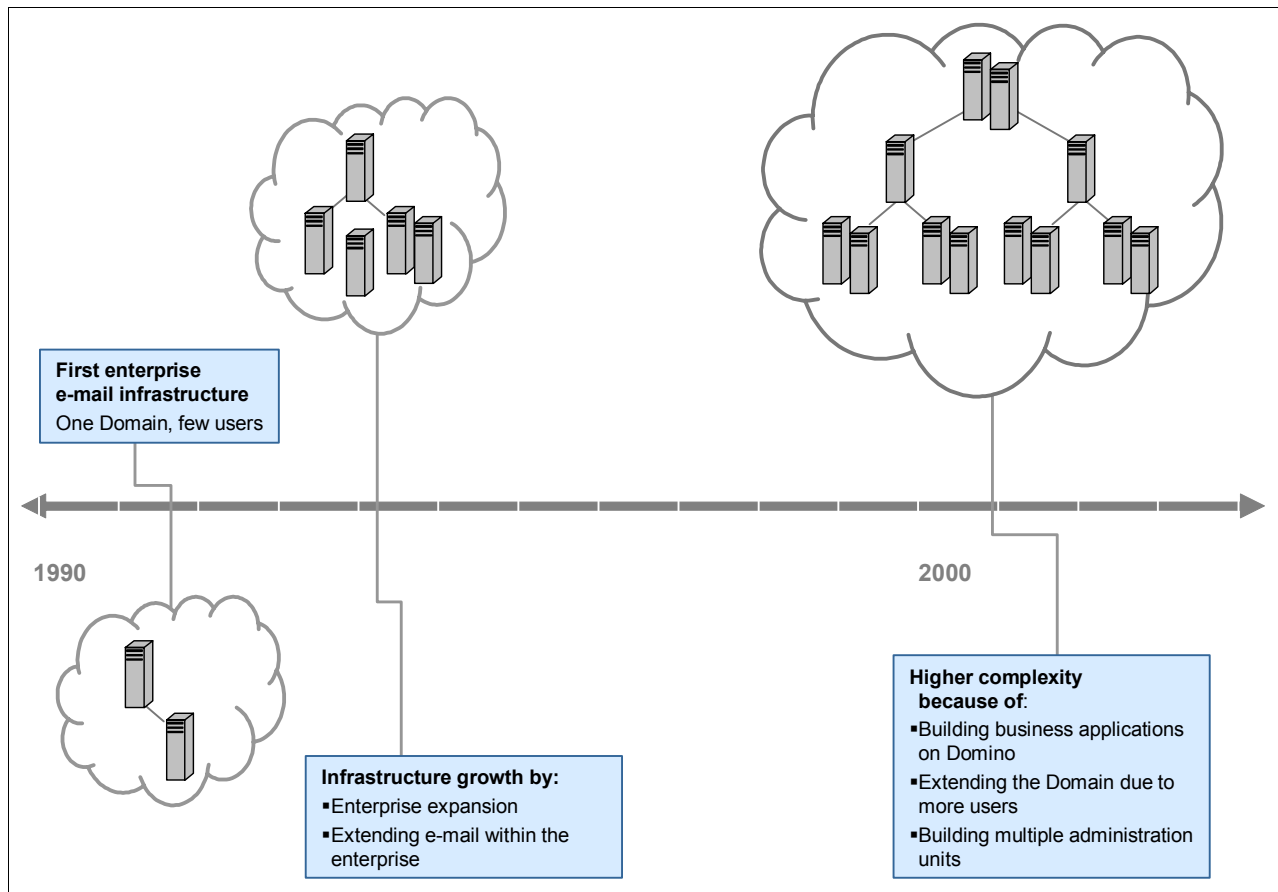 First enterprise
e-mail infrastructure
One Domain, few users
1990
2000
Infrastructure growth by:
▪Enterprise expansion
▪Extending e-mail within the
enterprise
Higher complexity
because of:
▪Building business applications
on Domino
▪Extending the Domain due to
more users
▪Building multiple administration
units